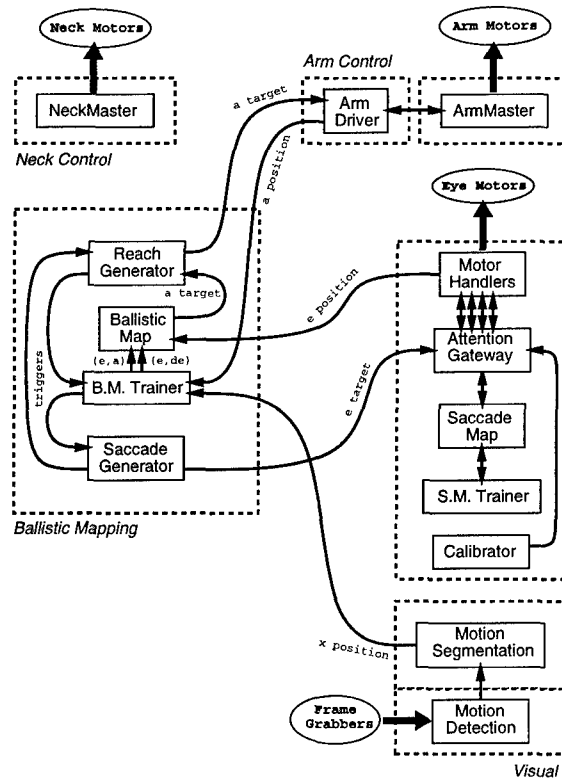 Neck Motors
Arm Motors
Arm Control
NeckMaster
Arm
Driver
ArmMaster
Neck Control
a target
a position
Eye Motors
Reach
Generator
a target
Ballistic
Map
(e,a)
(e,de)
B.M. Trainer
triggers
Saccade
Generator
Ballistic Mapping
e position
e target
Motor
Handlers
Attention
Gateway
Saccade
Map
S.M. Trainer
Calibrator
x position
Motion
Segmentation
Frame
Grabbers
Motion
Detection
Visual